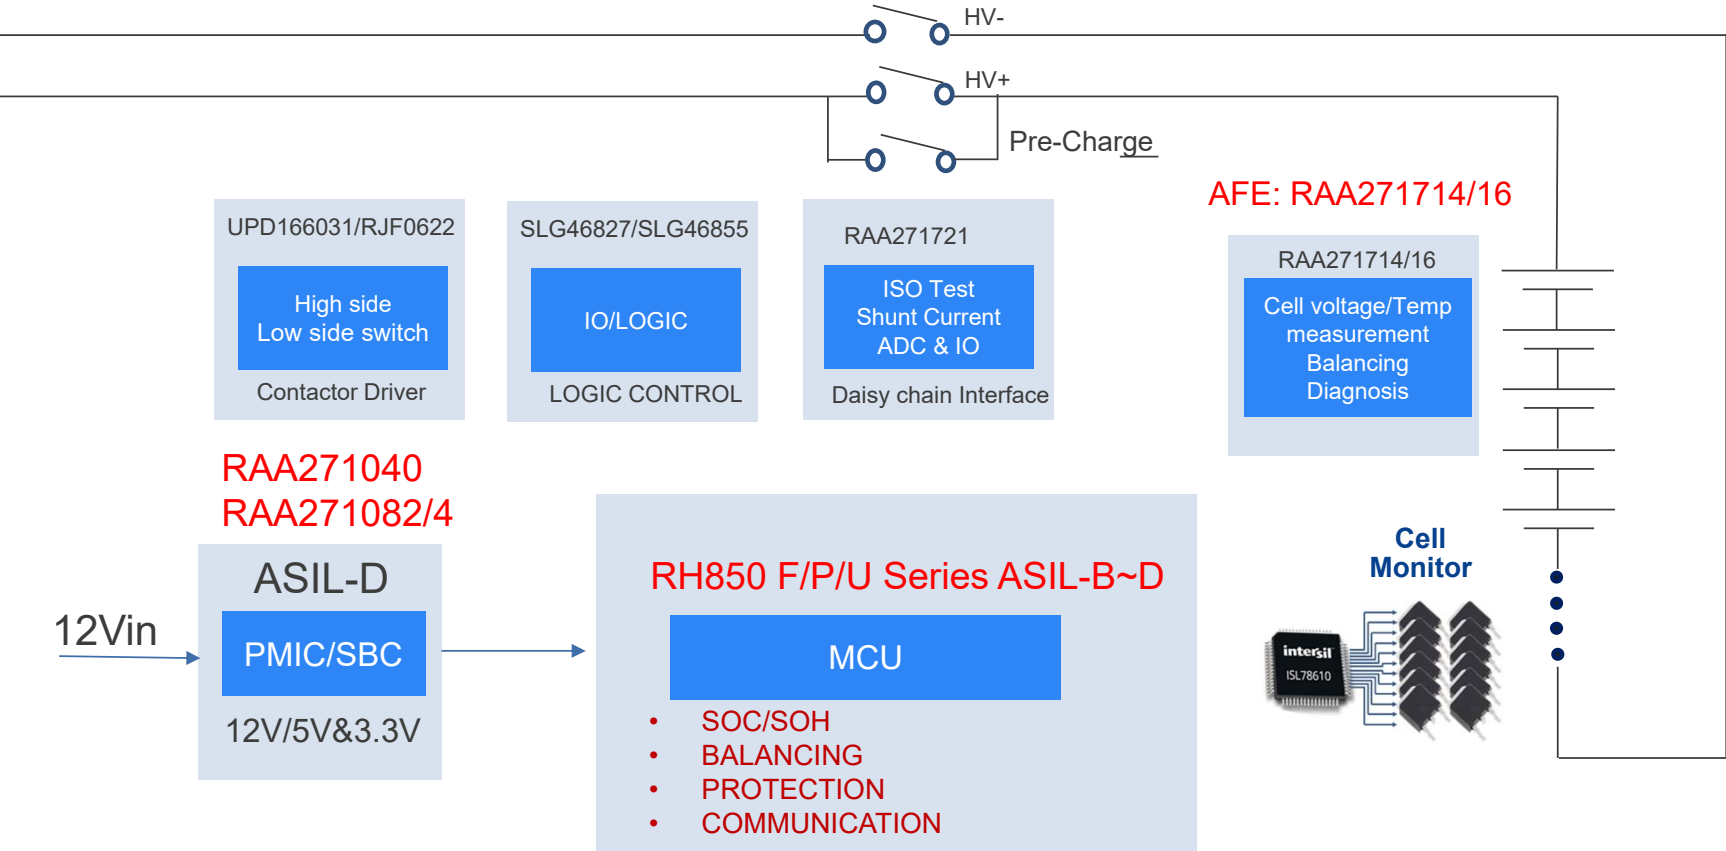 HV-
HV+
Pre-Charge
AFE: RAA271714/16
UPD166031/RJF0622
High side
Low side switch
Contactor Driver
SLG46827/SLG46855
IO/LOGIC
LOGIC CONTROL
RAA271721
ISO Test
Shunt Current
ADC & IO
Daisy chain Interface
RAA271714/16
Cell voltage/Temp
measurement
Balancing
Diagnosis
RAA271040
RAA271082/4
12Vin
ASIL-D
PMIC/SBC
12V/5V&3.3V
RH850 F/P/U Series ASIL-B~D
MCU
• SOC/SOH
• BALANCING
• PROTECTION
• COMMUNICATION
Cell
Monitor
intersil
ISL78610